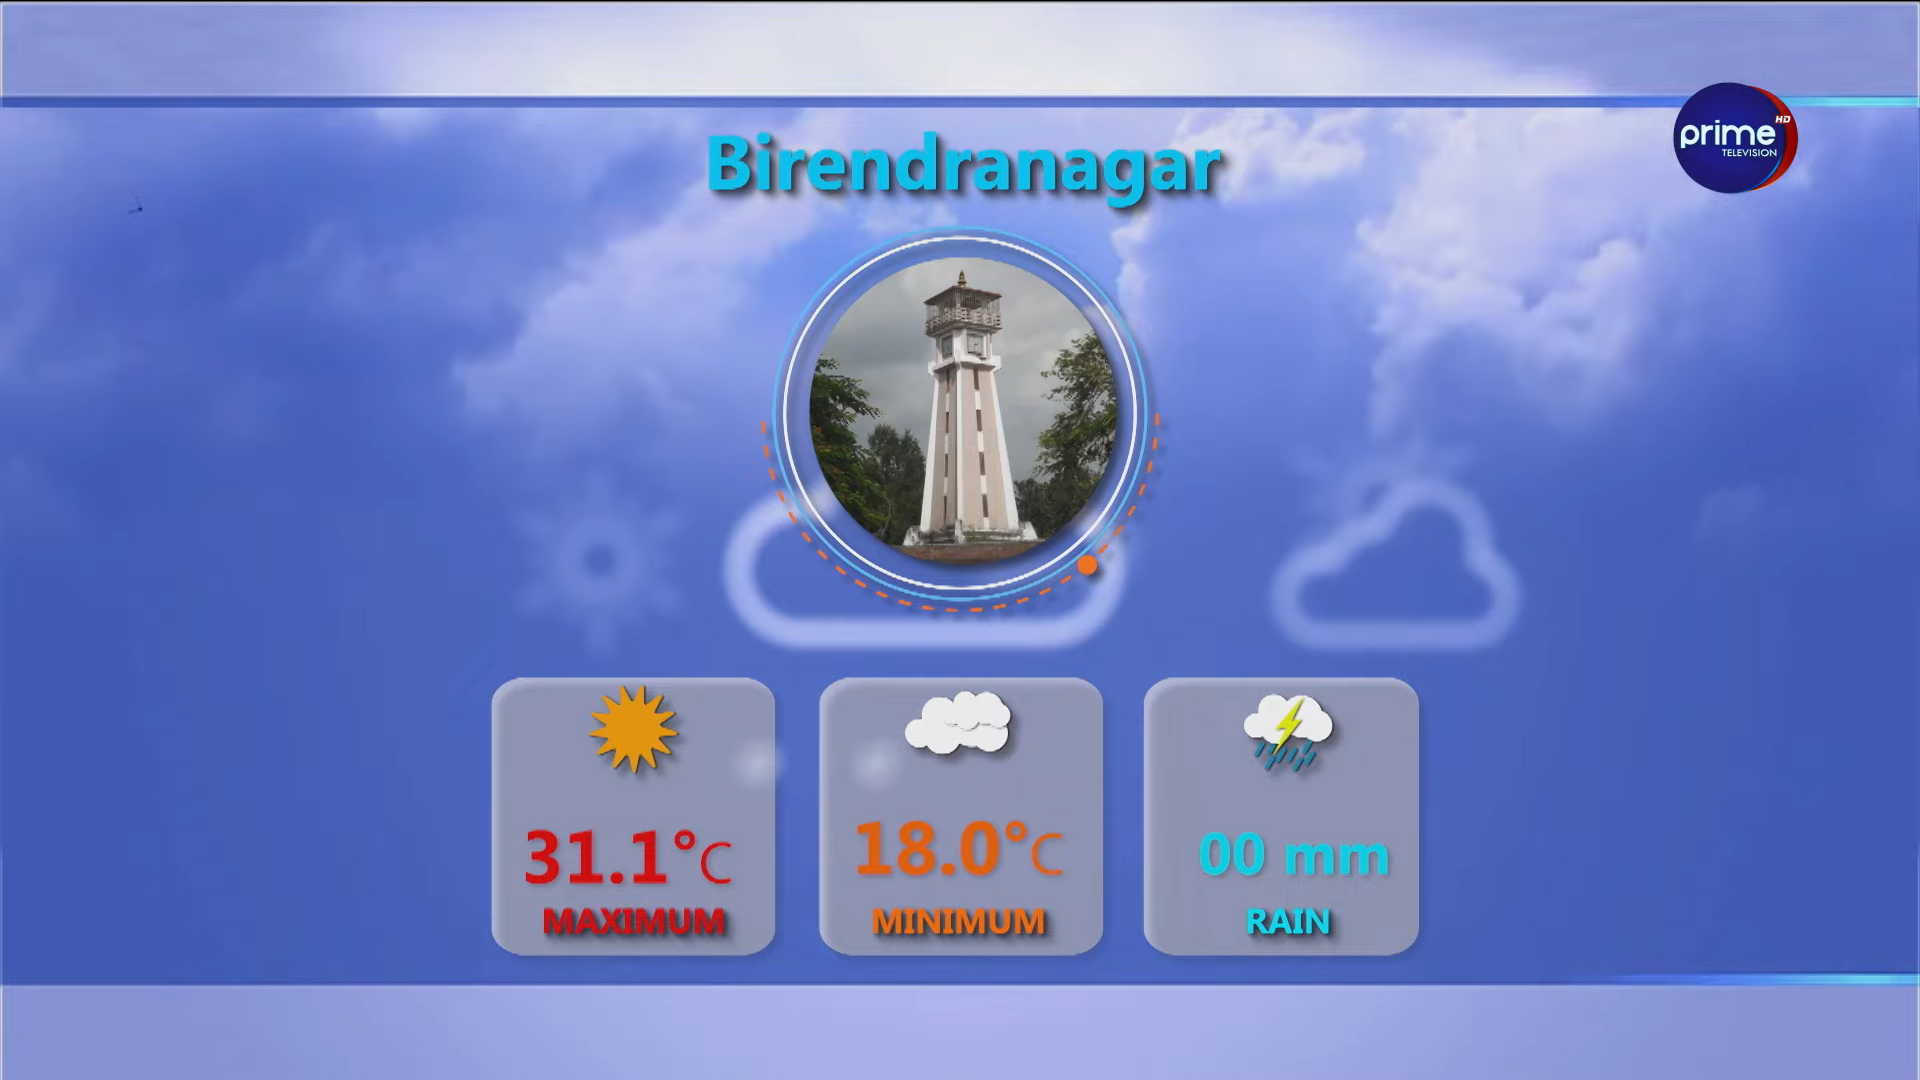 prime HD
TELEVISION
Birendranagar
31.1°C
MAXIMUM
18.0°C
MINIMUM
00 mm
RAIN